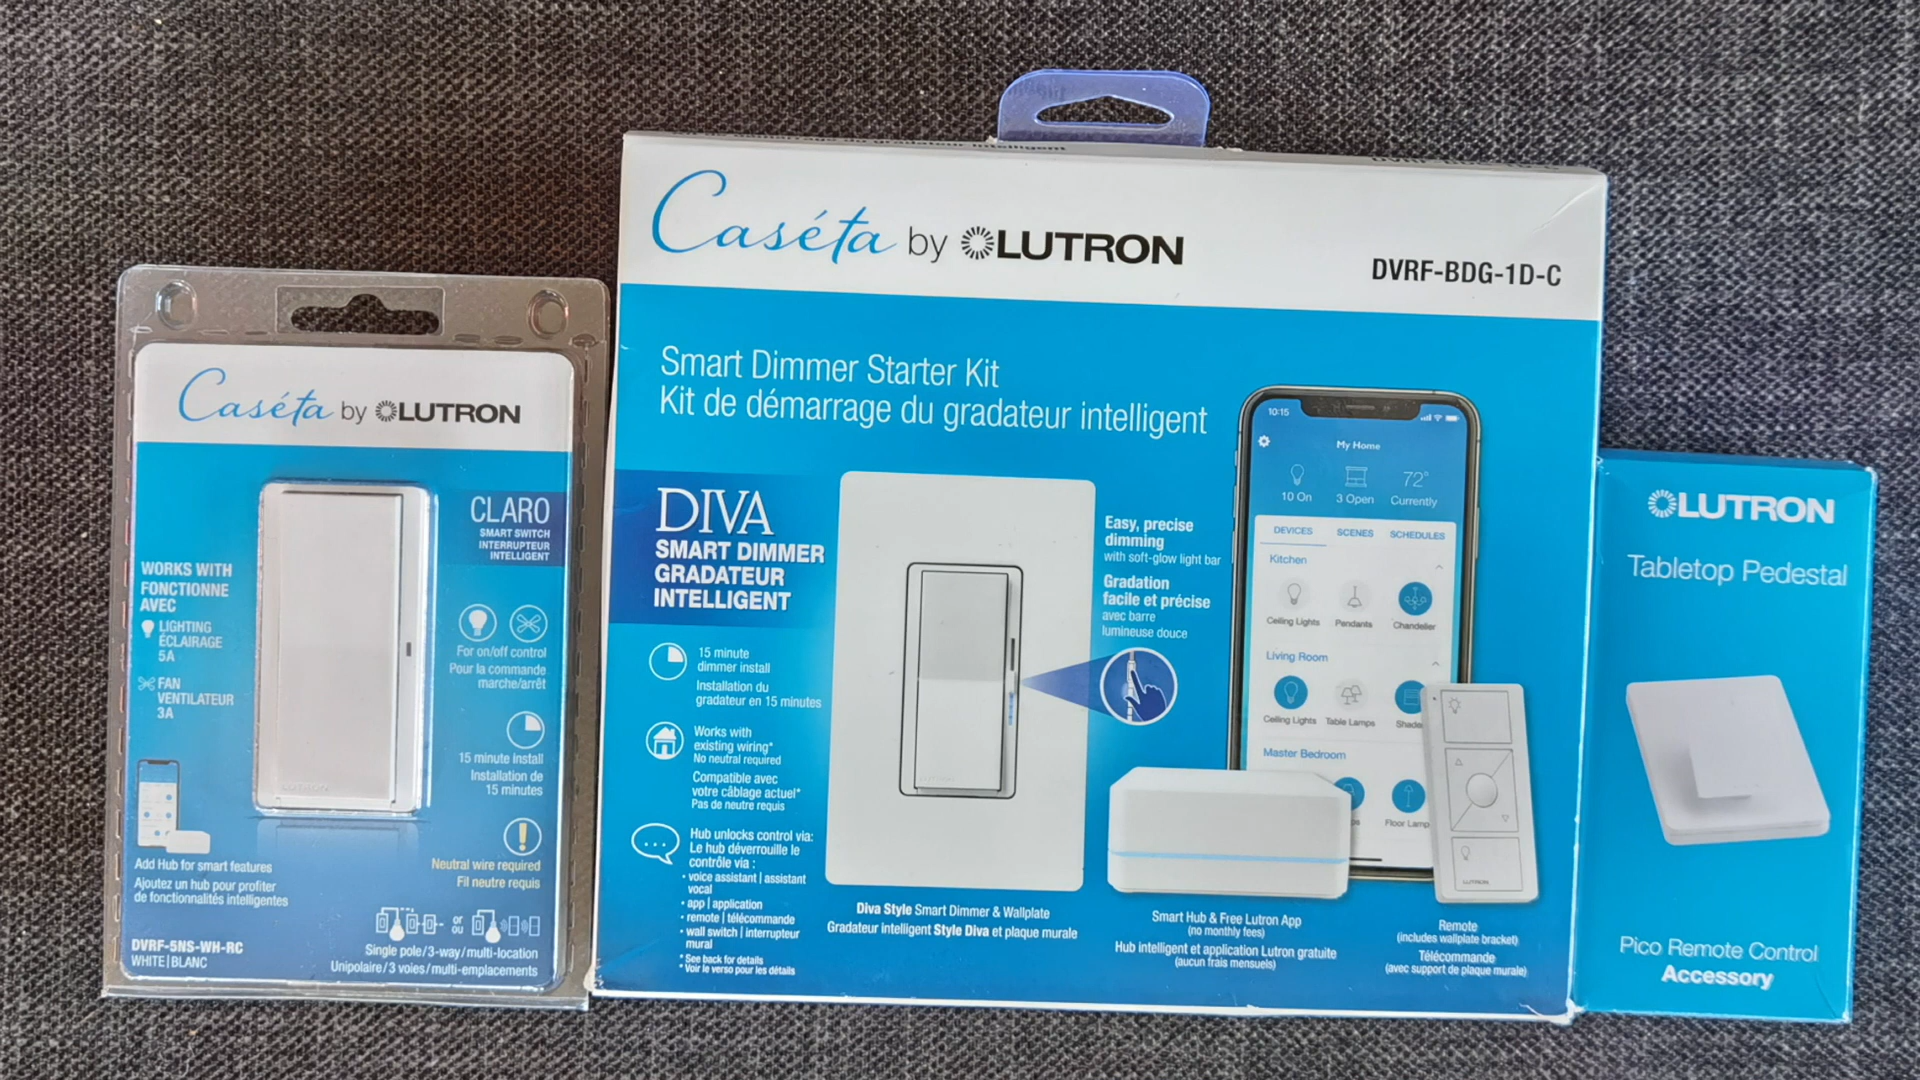 Caséta by LUTRON
CLARO
SMART SWITCH
INTERRUPTEUR
INTELLIGENT
WORKS WITH
FONCTIONNE
AVEC
LIGHTING
ÉCLAIRAGE
5A
FAN
VENTILATEUR
3A
For on/off control
Pour la commande
marche/arrêt
15 minute install
Installation de
15 minutes
Neutral wire required
Fil neutre requis
Add Hub for smart features
Ajoutez un hub pour profiter
de fonctionnalités intelligentes
or
ou
DVRF-5NS-WH-RC
WHITE | BLANC
Single pole/3-way/multi-location
Unipolaire/3 voies/multi-emplacements
LUTRON
Caséta by LUTRON
DVRF-BDG-1D-C
Smart Dimmer Starter Kit
Kit de démarrage du gradateur intelligent
DIVA
SMART DIMMER
GRADATEUR
INTELLIGENT
15 minute
dimmer install
Installation du
gradateur en 15 minutes
Works with
existing wiring*
No neutral required
Compatible avec
votre câblage actuel*
Pas de neutre requis
Hub unlocks control via:
Le hub déverrouille le
contrôle via :
• voice assistant | assistant
vocal
• app | application
• remote | télécommande
• wall switch | interrupteur
mural
* See back for details
* Voir le verso pour les détails
Easy, precise
dimming
with soft-glow light bar
Gradation
facile et précise
avec barre
lumineuse douce
Diva Style Smart Dimmer & Wallplate
Gradateur intelligent Style Diva et plaque murale
10:15
My Home
72°
10 On
3 Open
Currently
DEVICES
SCENES
SCHEDULES
Kitchen
Ceiling Lights
Pendants
Chandelier
Living Room
Ceiling Lights
Table Lamps
Shade
Master Bedroom
Floor Lamp
LUTRON
Smart Hub & Free Lutron App
(no monthly fees)
Hub intelligent et application Lutron gratuite
(aucun frais mensuels)
Remote
(includes wallplate bracket)
Télécommande
(avec support de plaque murale)
LUTRON
Tabletop Pedestal
Pico Remote Control
Accessory